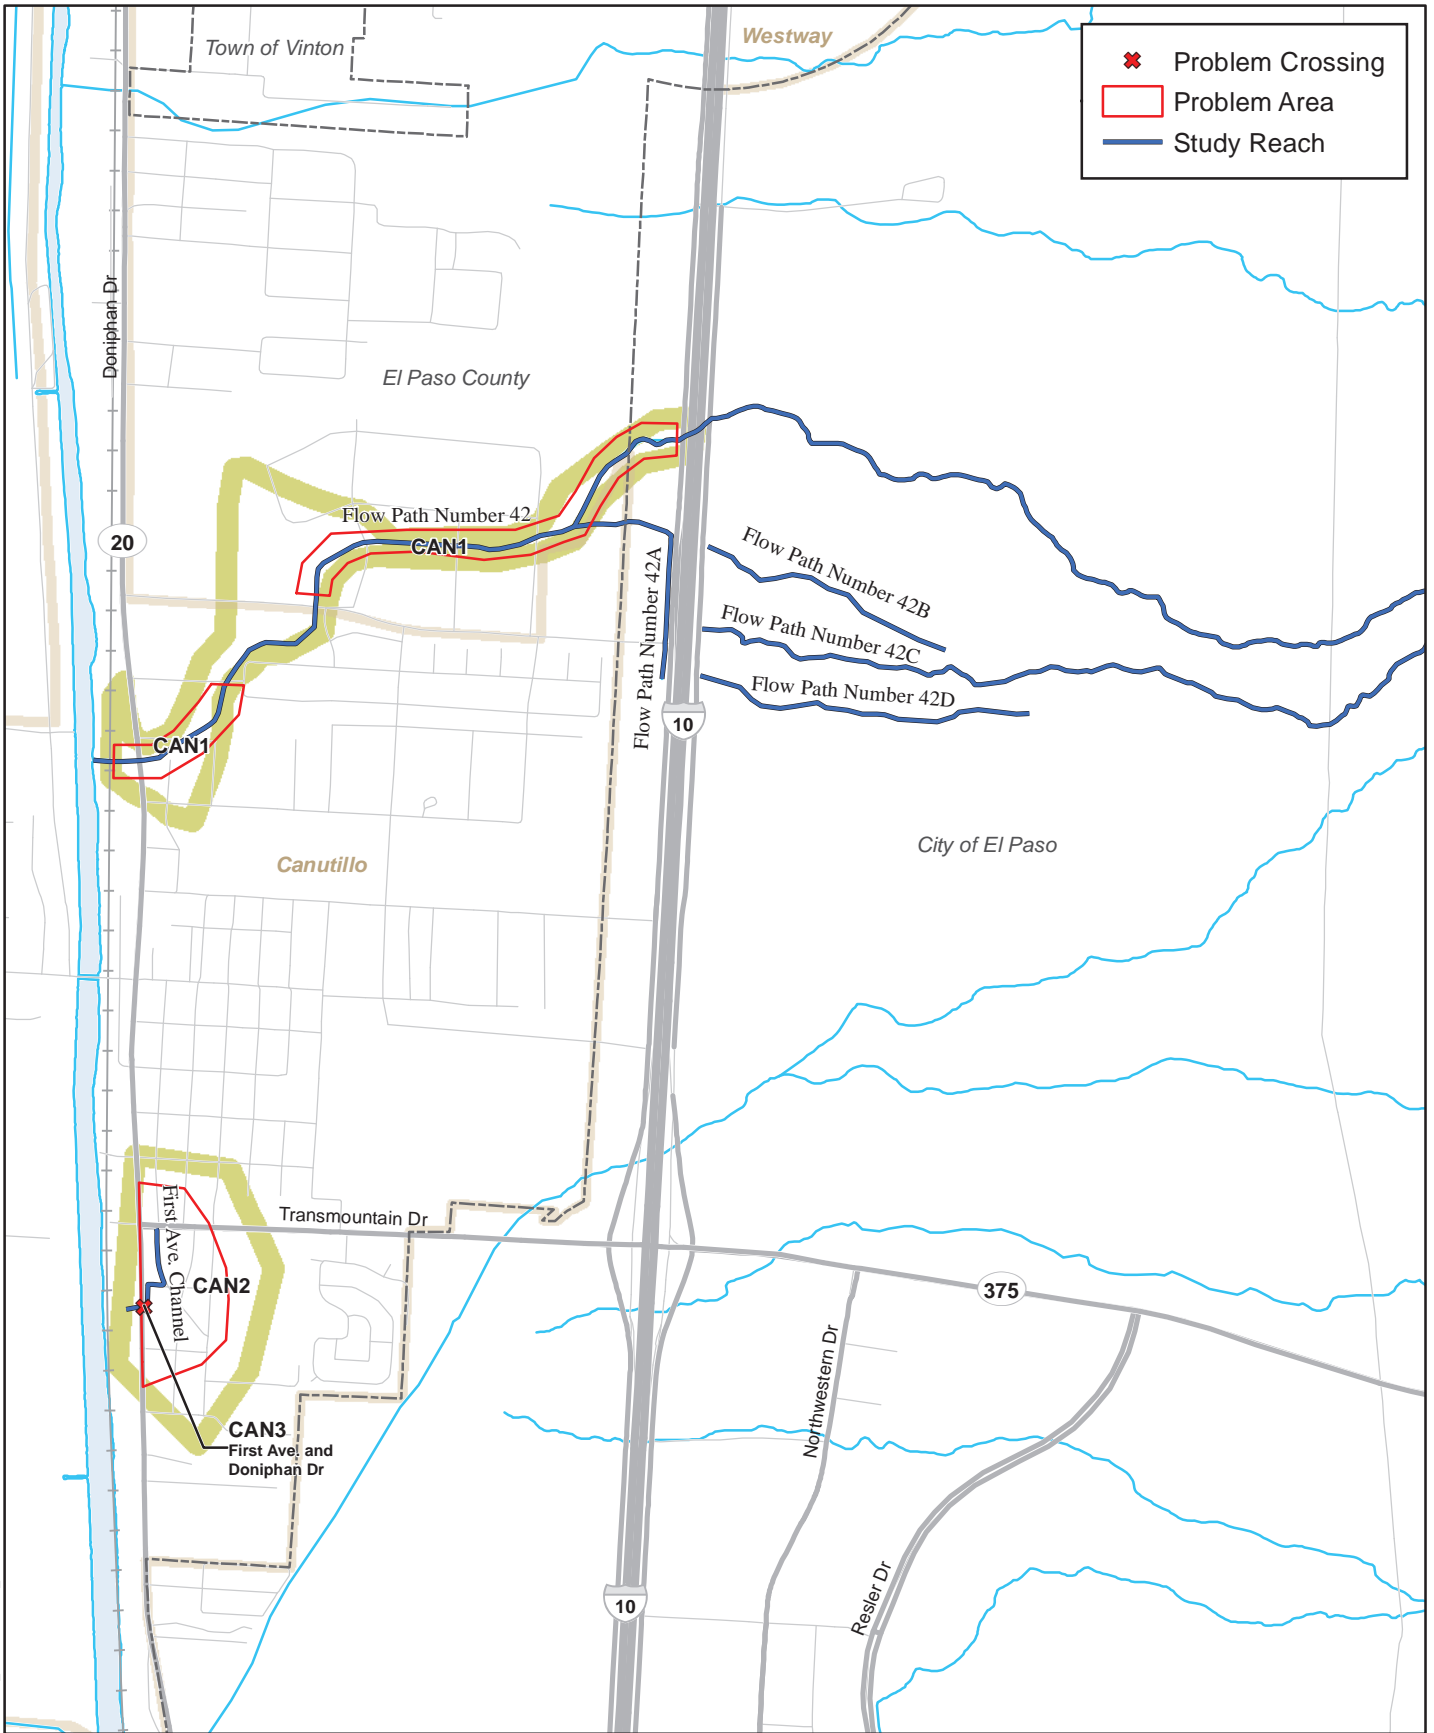 Town of Vinton
Westway
Problem Crossing
Problem Area
Study Reach
Doniphan Dr
El Paso County
Flow Path Number 42
CAN1
20
Flow Path Number 42A
Flow Path Number 42B
Flow Path Number 42C
Flow Path Number 42D
10
CAN1
Canutillo
City of El Paso
First Ave. Channel
Transmountain Dr
CAN2
375
Northwestern Dr
CAN3
First Ave. and
Doniphan Dr
Resler Dr
10